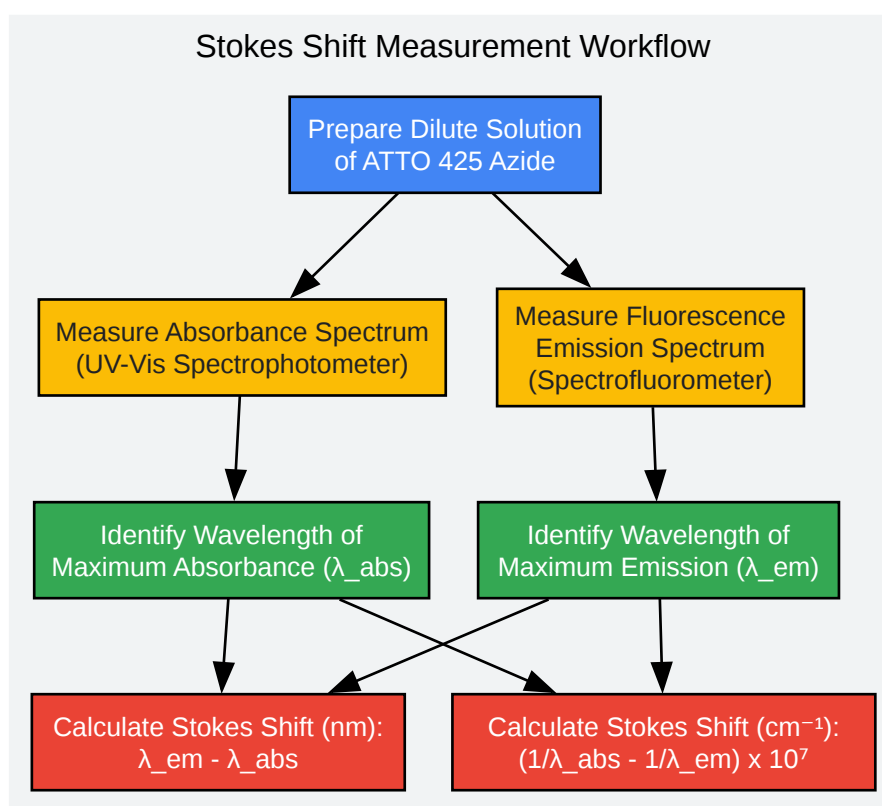 Stokes Shift Measurement Workflow
Prepare Dilute Solution
of ATTO 425 Azide
Measure Absorbance Spectrum
(UV-Vis Spectrophotometer)
Measure Fluorescence
Emission Spectrum
(Spectrofluorometer)
Identify Wavelength of
Maximum Absorbance (λ_abs)
Identify Wavelength of
Maximum Emission (λ_em)
Calculate Stokes Shift (nm):
λ_em - λ_abs
Calculate Stokes Shift (cm⁻¹):
(1/λ_abs - 1/λ_em) x 10⁷